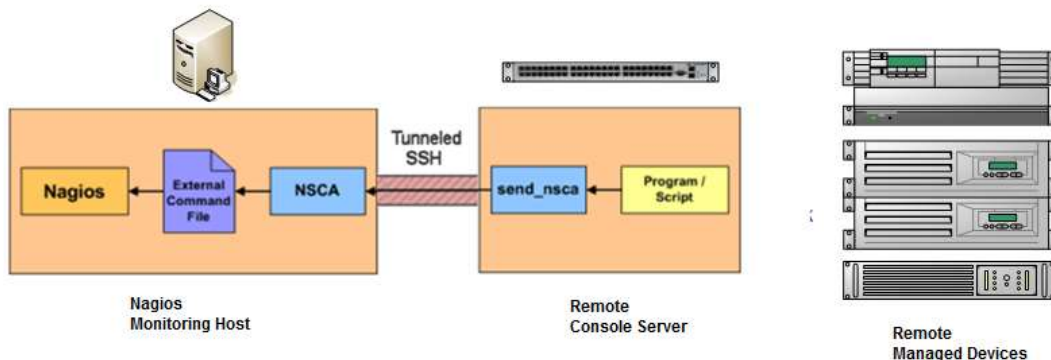 Tunneled
SSH
Nagios
External
Command
File
NSCA
send_nsca
Program /
Script
Nagios
Monitoring Host
Remote
Console Server
Remote
Managed Devices